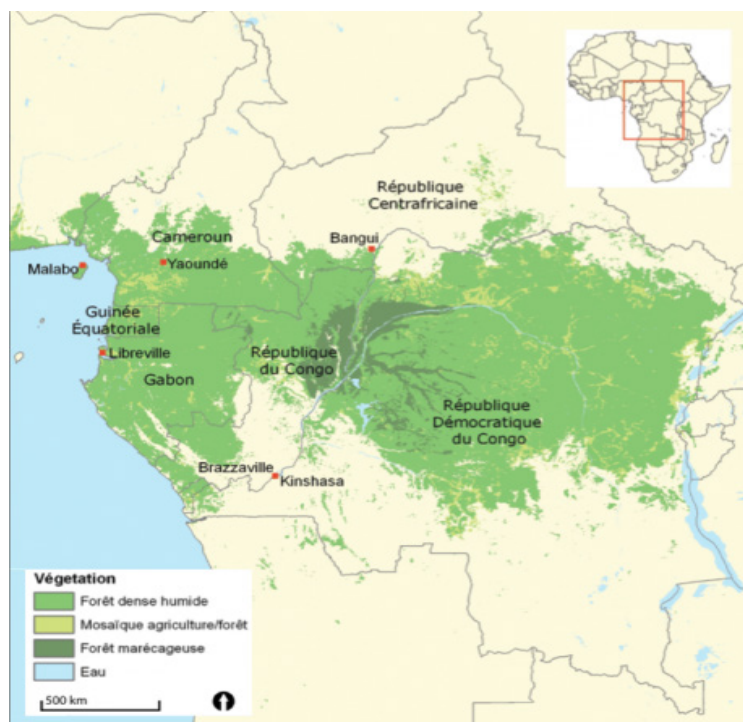 République
Centrafricaine
Cameroun
Bangui
Malabo
Yaoundé
Guinée
Équatoriale
Libreville
République
du Congo
Gabon
République
Démocratique
du Congo
Brazzaville
Kinshasa
Végetation
Forêt dense humide
Mosaïque agriculture/forêt
Forêt marécageuse
Eau
500 km